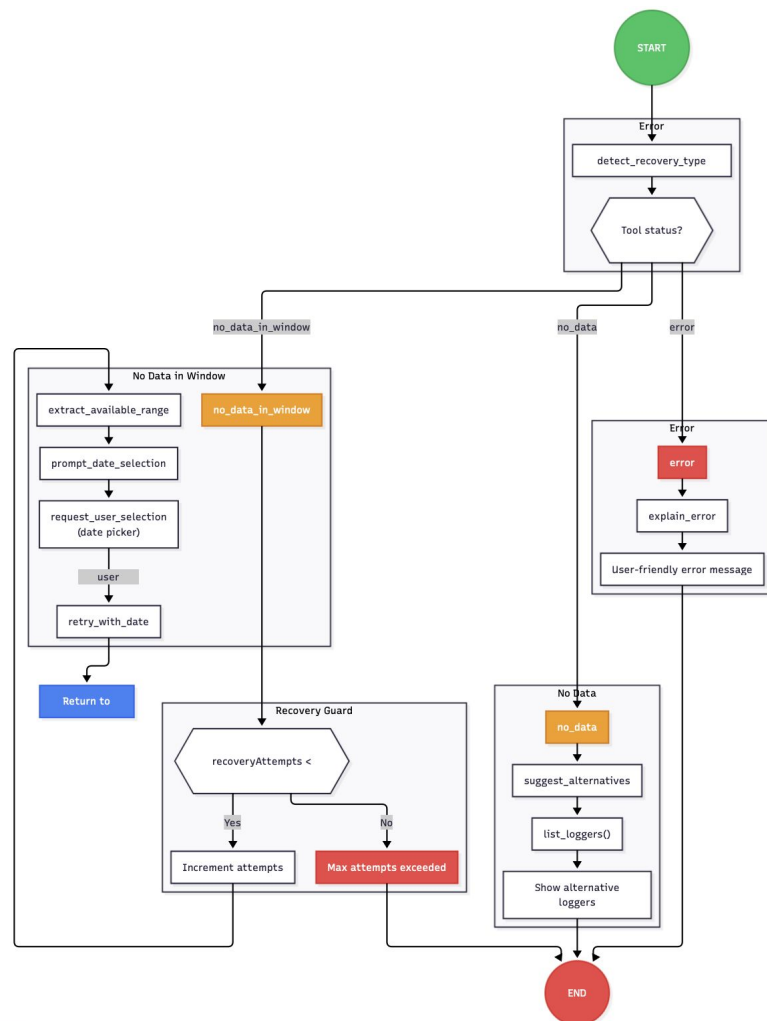 START
Error
detect_recovery_type
Tool status?
no_data_in_window
no_data
error
No Data in Window
extract_available_range
no_data_in_window
prompt_date_selection
request_user_selection
(date picker)
user
retry_with_date
Return to
Error
error
explain_error
User-friendly error message
Recovery Guard
recoveryAttempts <
Yes
No
Increment attempts
Max attempts exceeded
No Data
no_data
suggest_alternatives
list_loggers()
Show alternative
loggers
END